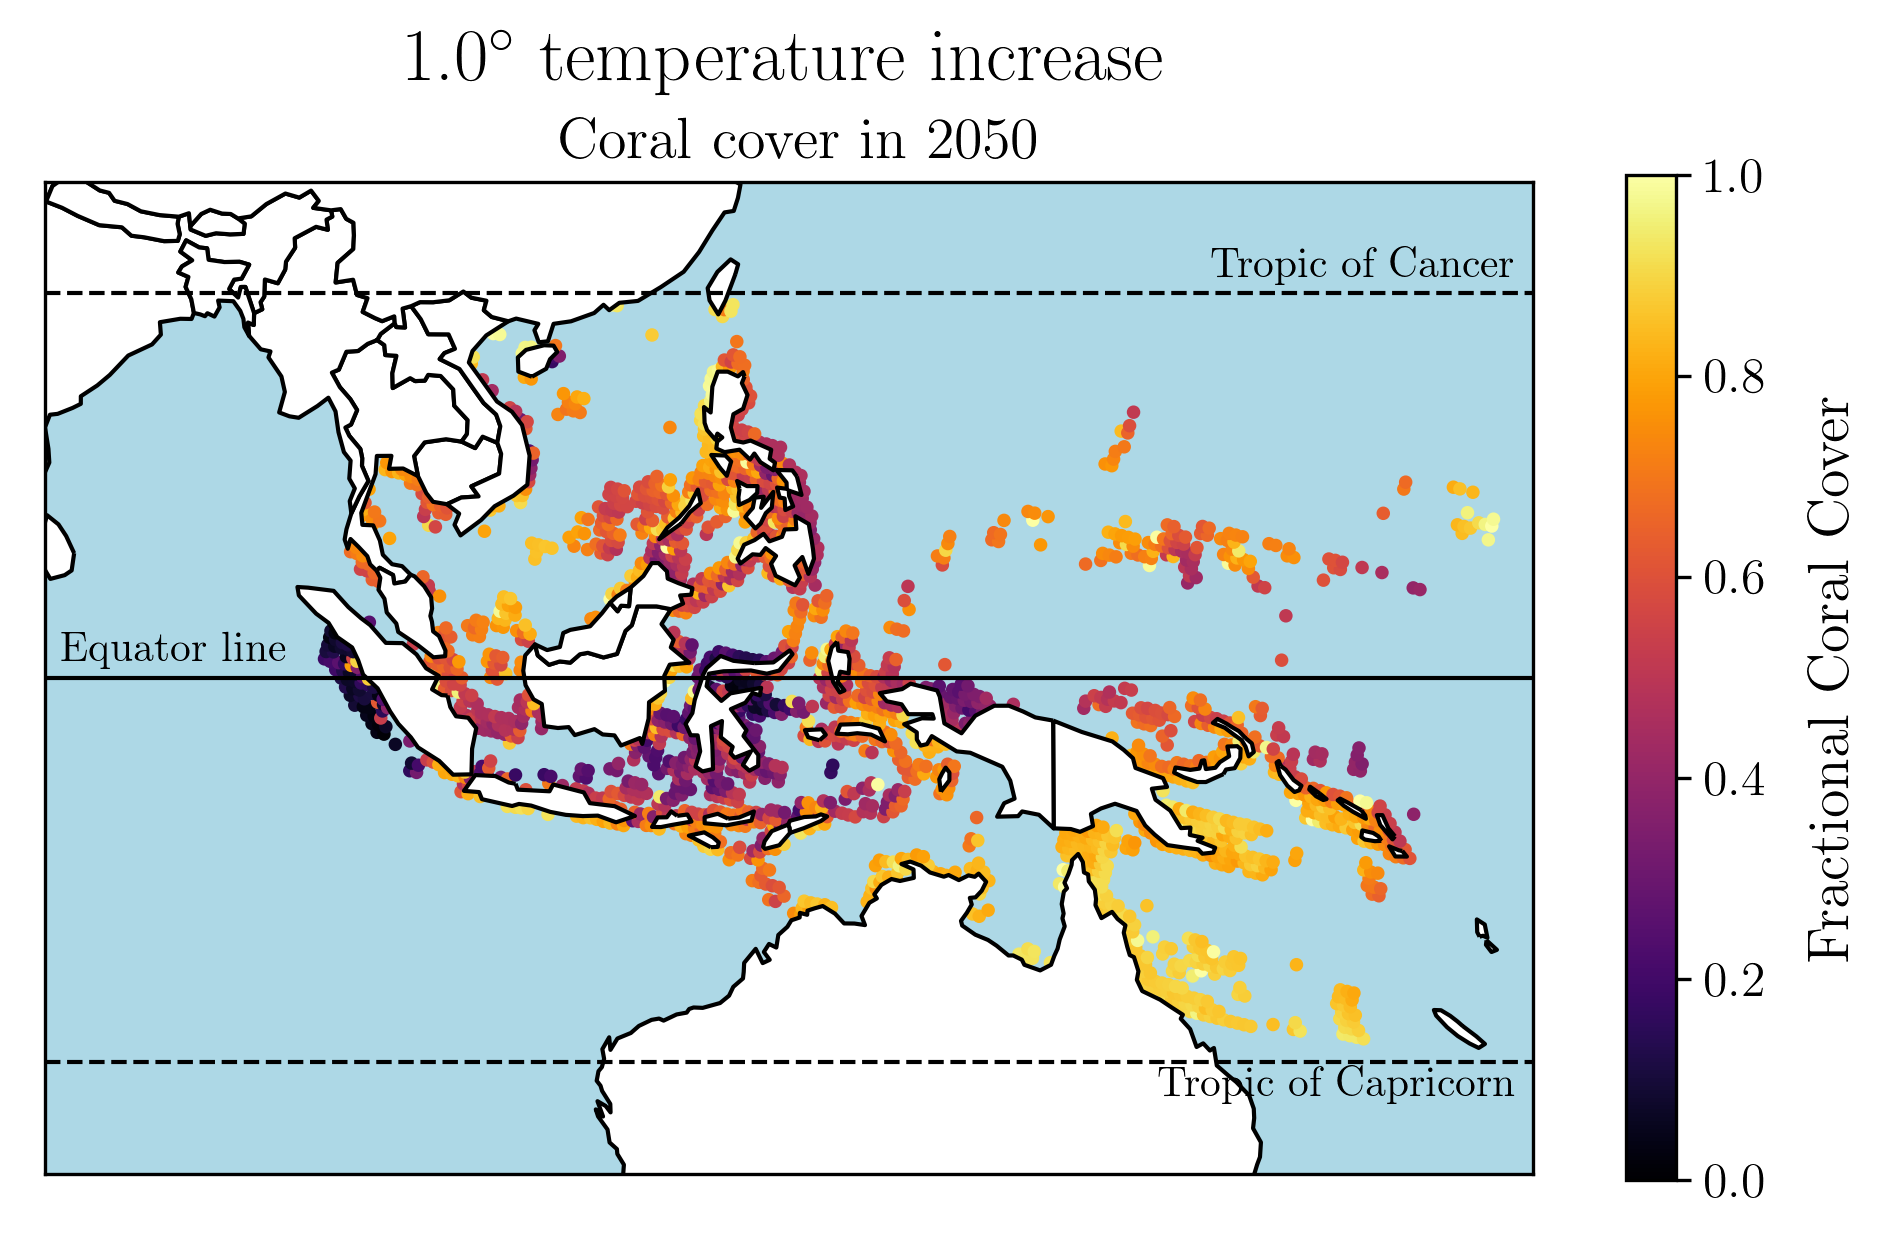 1.0° temperature increase
Coral cover in 2050
Tropic of Cancer
Equator line
Tropic of Capricorn
1.0
0.8
0.6
0.4
0.2
0.0
Fractional Coral Cover